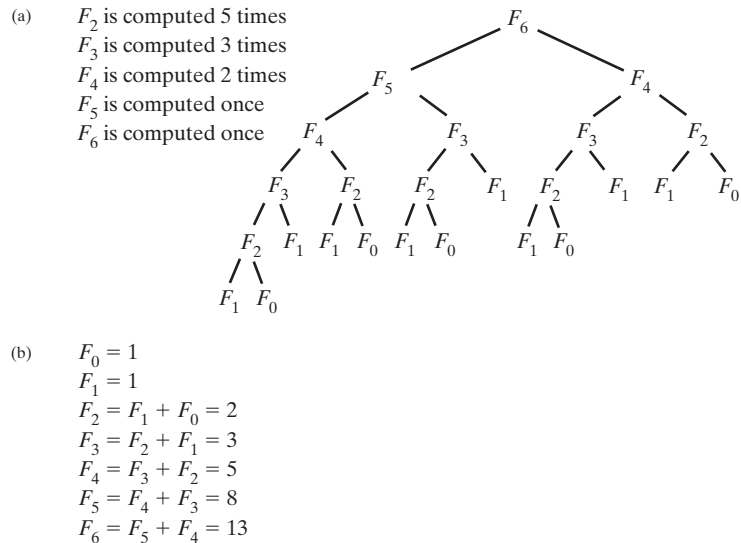 (a) F₂ is computed 5 times
F₃ is computed 3 times
F₄ is computed 2 times
F₅ is computed once
F₆ is computed once
F₆
F₅ F₄
F₄ F₃ F₃ F₂
F₃ F₂ F₂ F₁ F₂ F₁ F₁ F₀
F₂ F₁ F₁ F₀ F₁ F₀ F₁ F₀
F₁ F₀
(b) F₀ = 1
F₁ = 1
F₂ = F₁ + F₀ = 2
F₃ = F₂ + F₁ = 3
F₄ = F₃ + F₂ = 5
F₅ = F₄ + F₃ = 8
F₆ = F₅ + F₄ = 13